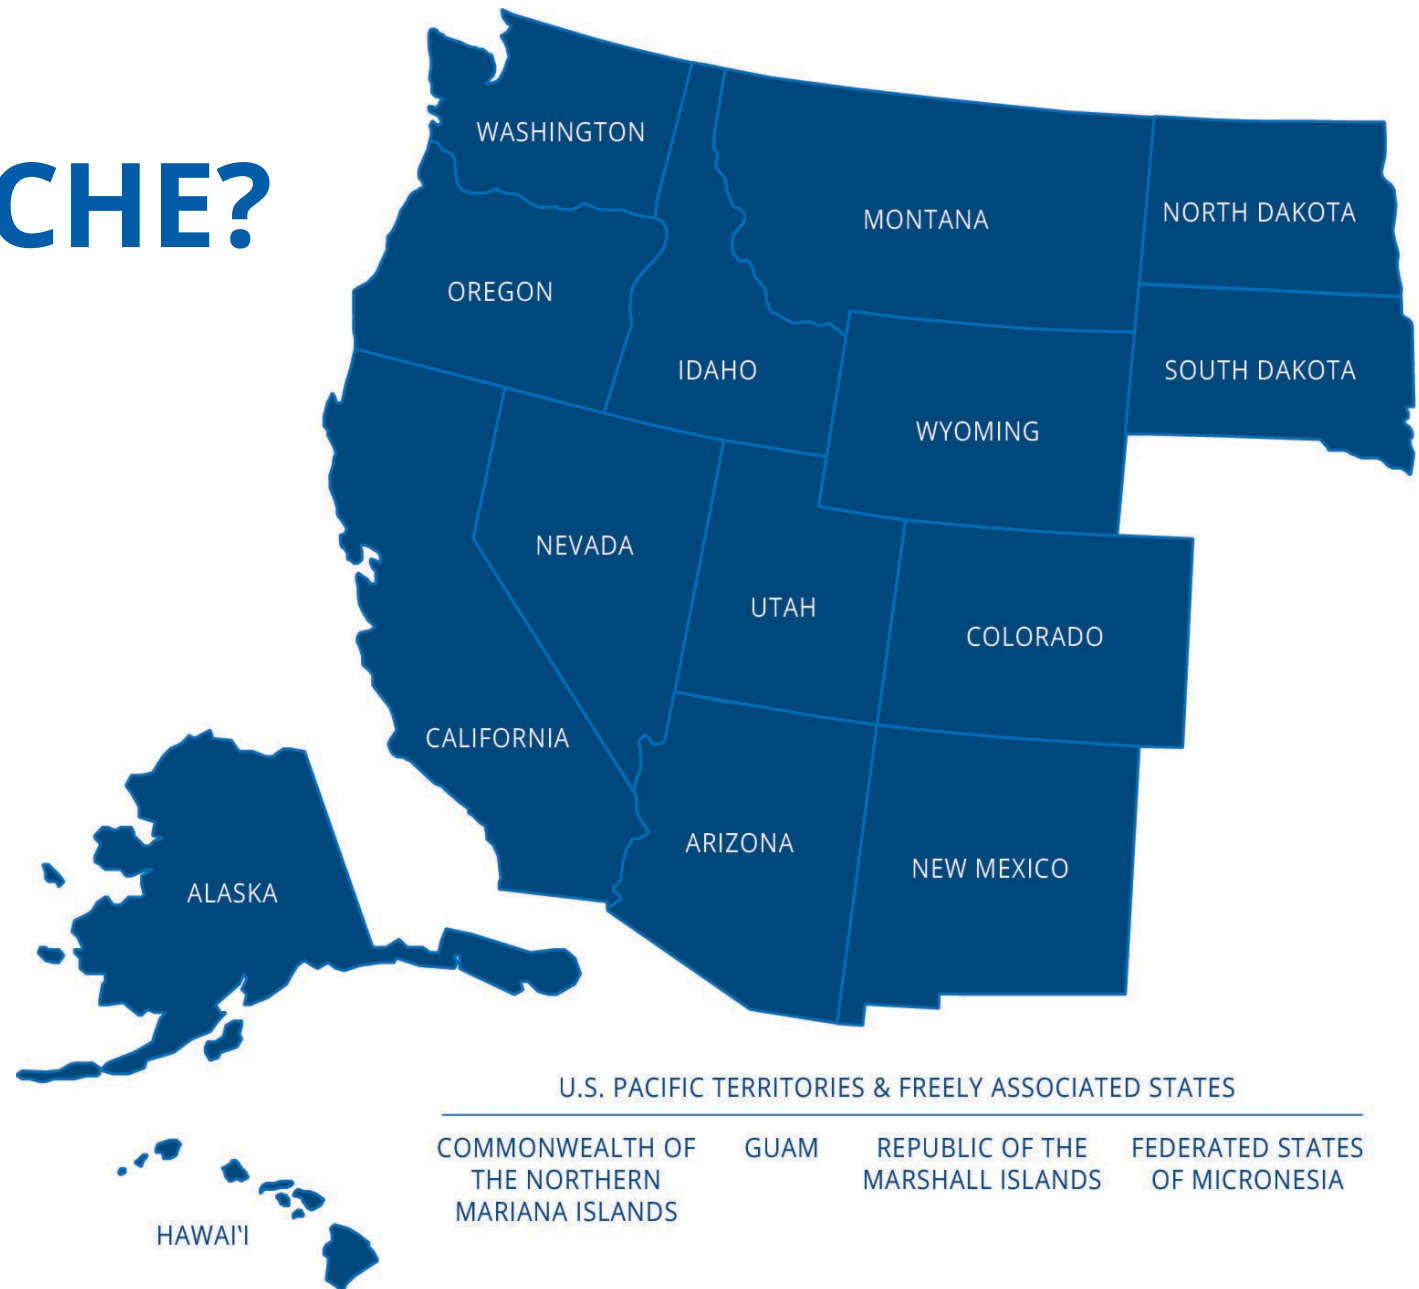 CHE?
WASHINGTON
MONTANA
NORTH DAKOTA
OREGON
IDAHO
SOUTH DAKOTA
WYOMING
NEVADA
UTAH
COLORADO
CALIFORNIA
ARIZONA
NEW MEXICO
ALASKA
HAWAI'I
U.S. PACIFIC TERRITORIES & FREELY ASSOCIATED STATES
COMMONWEALTH OF
THE NORTHERN
MARIANA ISLANDS
GUAM
REPUBLIC OF THE
MARSHALL ISLANDS
FEDERATED STATES
OF MICRONESIA